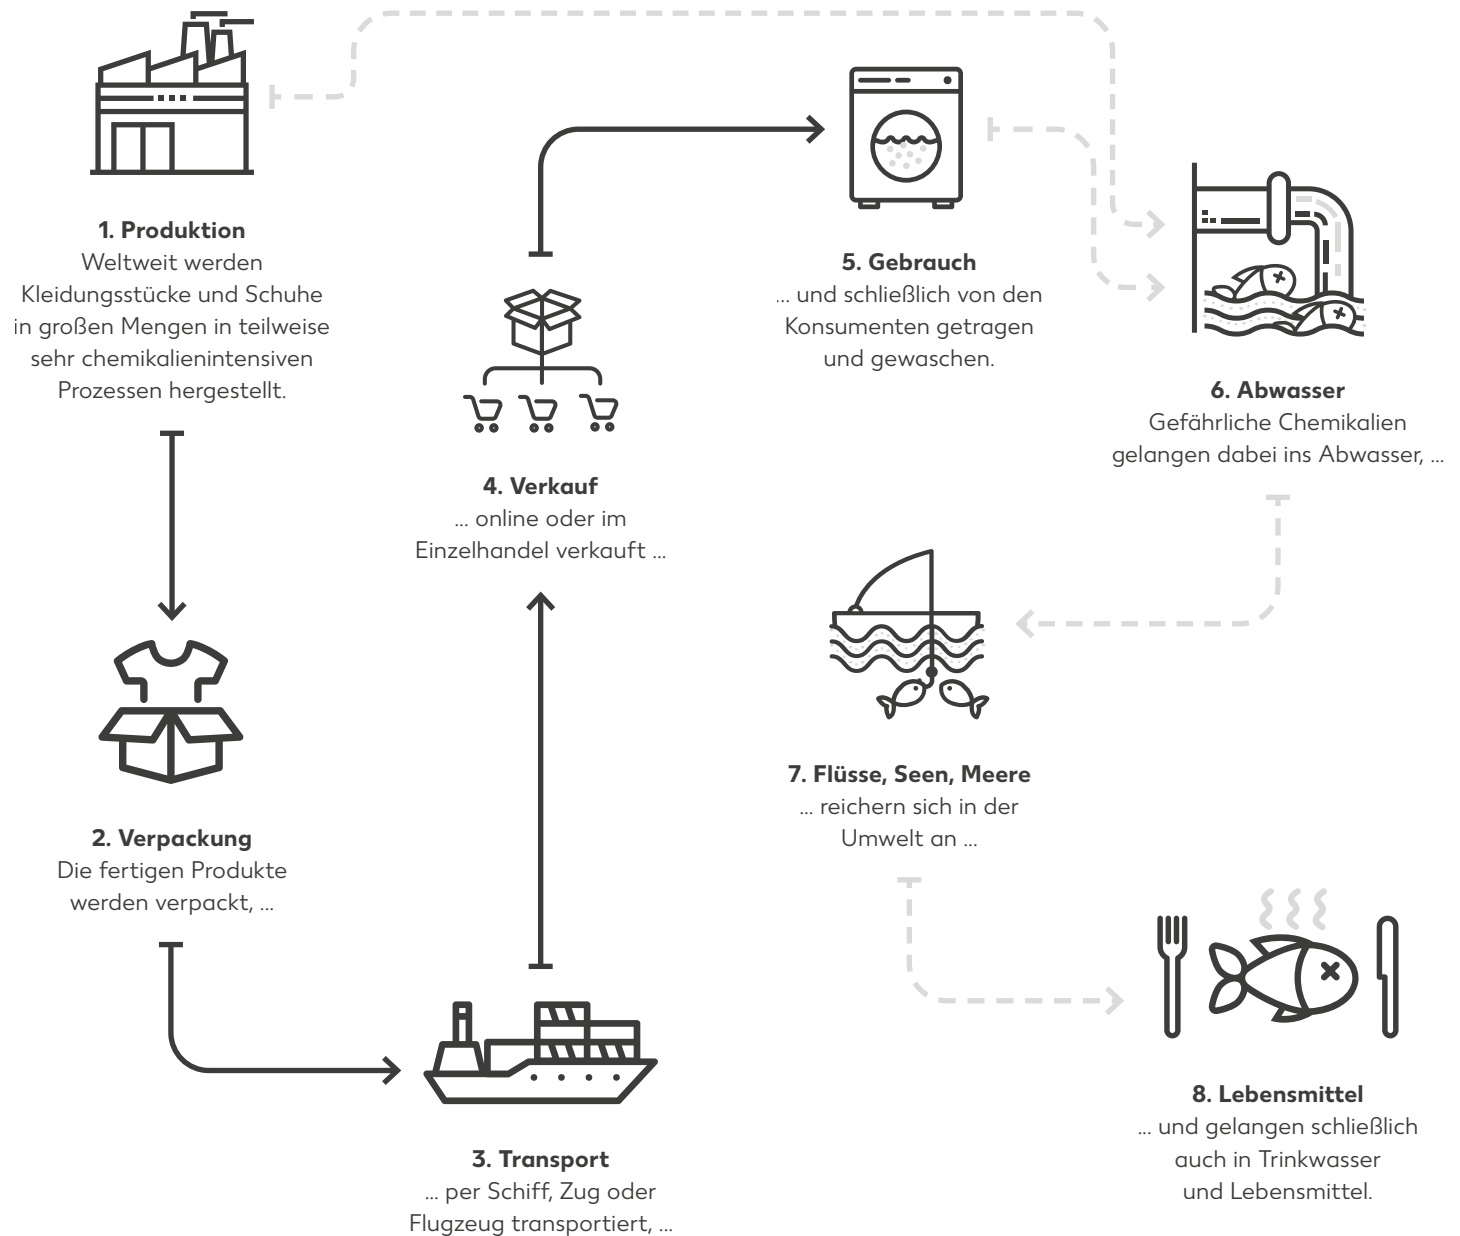 1. Produktion
Weltweit werden
Kleidungsstücke und Schuhe
in großen Mengen in teilweise
sehr chemikalienintensiven
Prozessen hergestellt.
2. Verpackung
Die fertigen Produkte
werden verpackt, ...
3. Transport
... per Schiff, Zug oder
Flugzeug transportiert, ...
4. Verkauf
... online oder im
Einzelhandel verkauft ...
5. Gebrauch
... und schließlich von den
Konsumenten getragen
und gewaschen.
6. Abwasser
Gefährliche Chemikalien
gelangen dabei ins Abwasser, ...
7. Flüsse, Seen, Meere
... reichern sich in der
Umwelt an ...
8. Lebensmittel
... und gelangen schließlich
auch in Trinkwasser
und Lebensmittel.